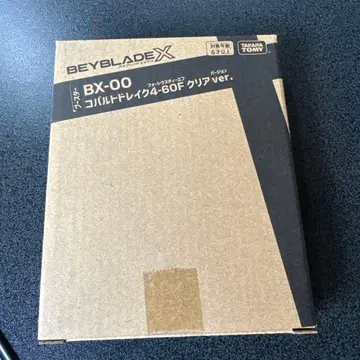 BEYBLADE X
対象年齢
6才以上
TAKARA
TOMY
ブースター
BX-00
フォーシックスティーエフ
バージョン
コバルトドレイク4-60F クリアver.